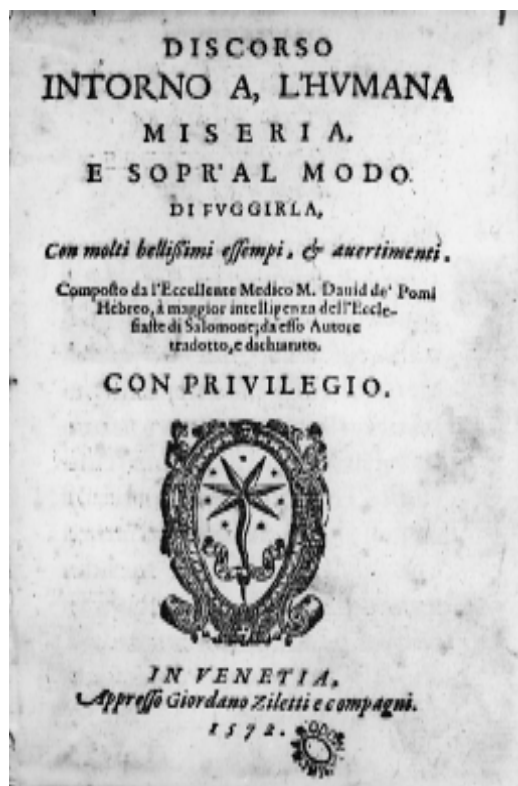 DISCORSO
INTORNO A, L'HVMANA
MISERIA,
E SOPR'AL MODO
DI FVGGIRLA,
Con molti bellißimi essempi, & auertimenti.
Composto da l'Eccellente Medico M. Dauid de' Pomi
Hebreo, à maggior intelligenza dell'Eccle-
siaste di Salomone; da esso Autore
tradotto, e dichiarato.
CON PRIVILEGIO.
IN VENETIA,
Appresso Giordano Ziletti e compagni.
1572.